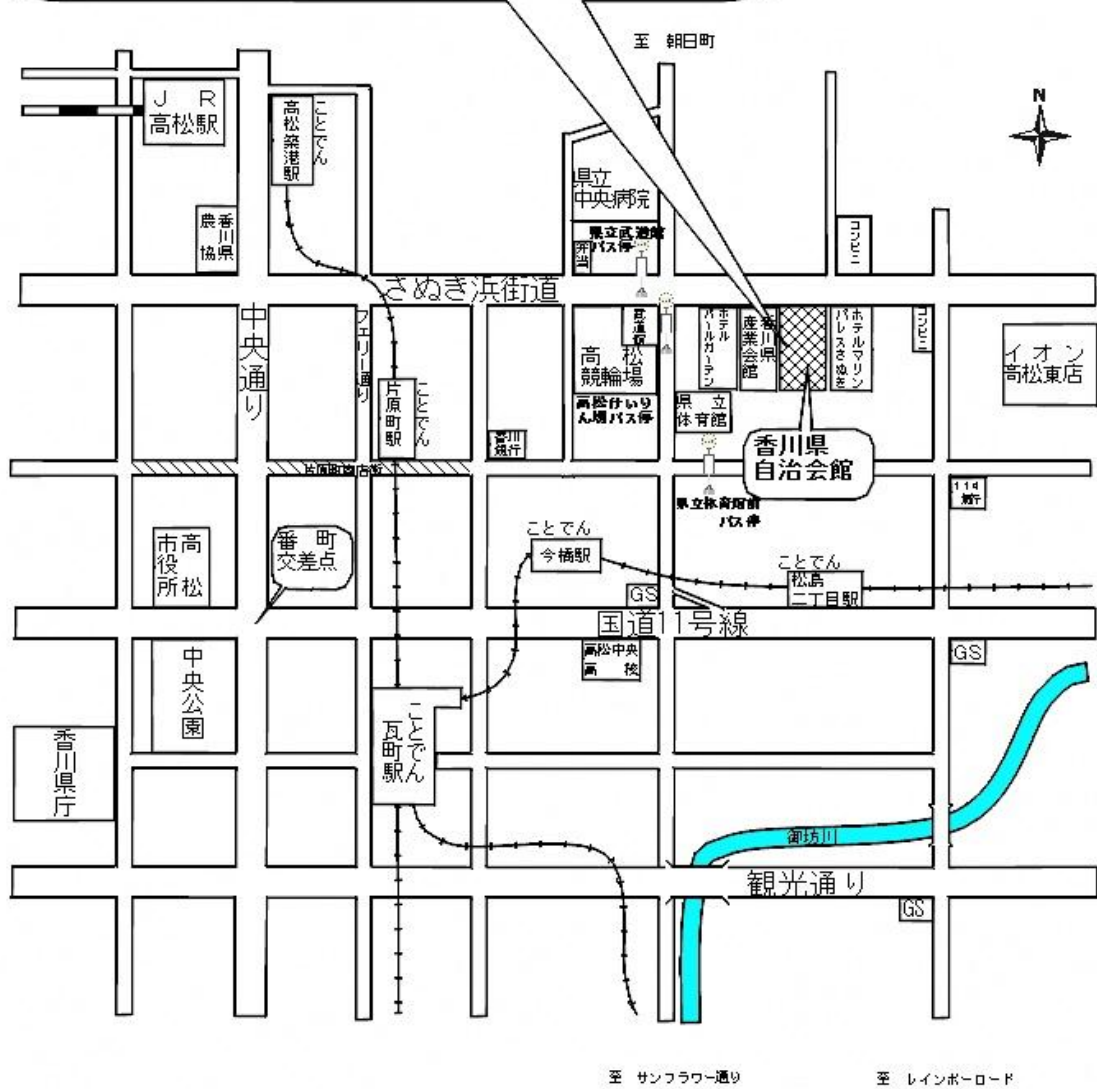 至 朝日町
N
JR
高松駅
高松築港駅
ことでん
香川県
農協
県立
中央病院
県立武道館
バス停
弁当
コンビニ
さぬき浜街道
中央通り
フェリー通り
片原町駅
ことでん
高松
競輪場
高松けいり
ん場バス停
ホテル
パールガーデン
香川県
産業会館
ホテルマリン
パレスさぬき
コンビニ
イオン
高松東店
県立
体育館
香川県
自治会館
香川
銀行
片原町商店街
県立体育館前
バス停
114
銀行
高松
市役所
番町
交差点
ことでん
今橋駅
ことでん
松島
二丁目駅
GS
国道11号線
高松中央
高校
GS
中央公園
ことでん
瓦町駅
香川県庁
御坊川
観光通り
GS
至 サンフラワー通り
至 レインボーロード